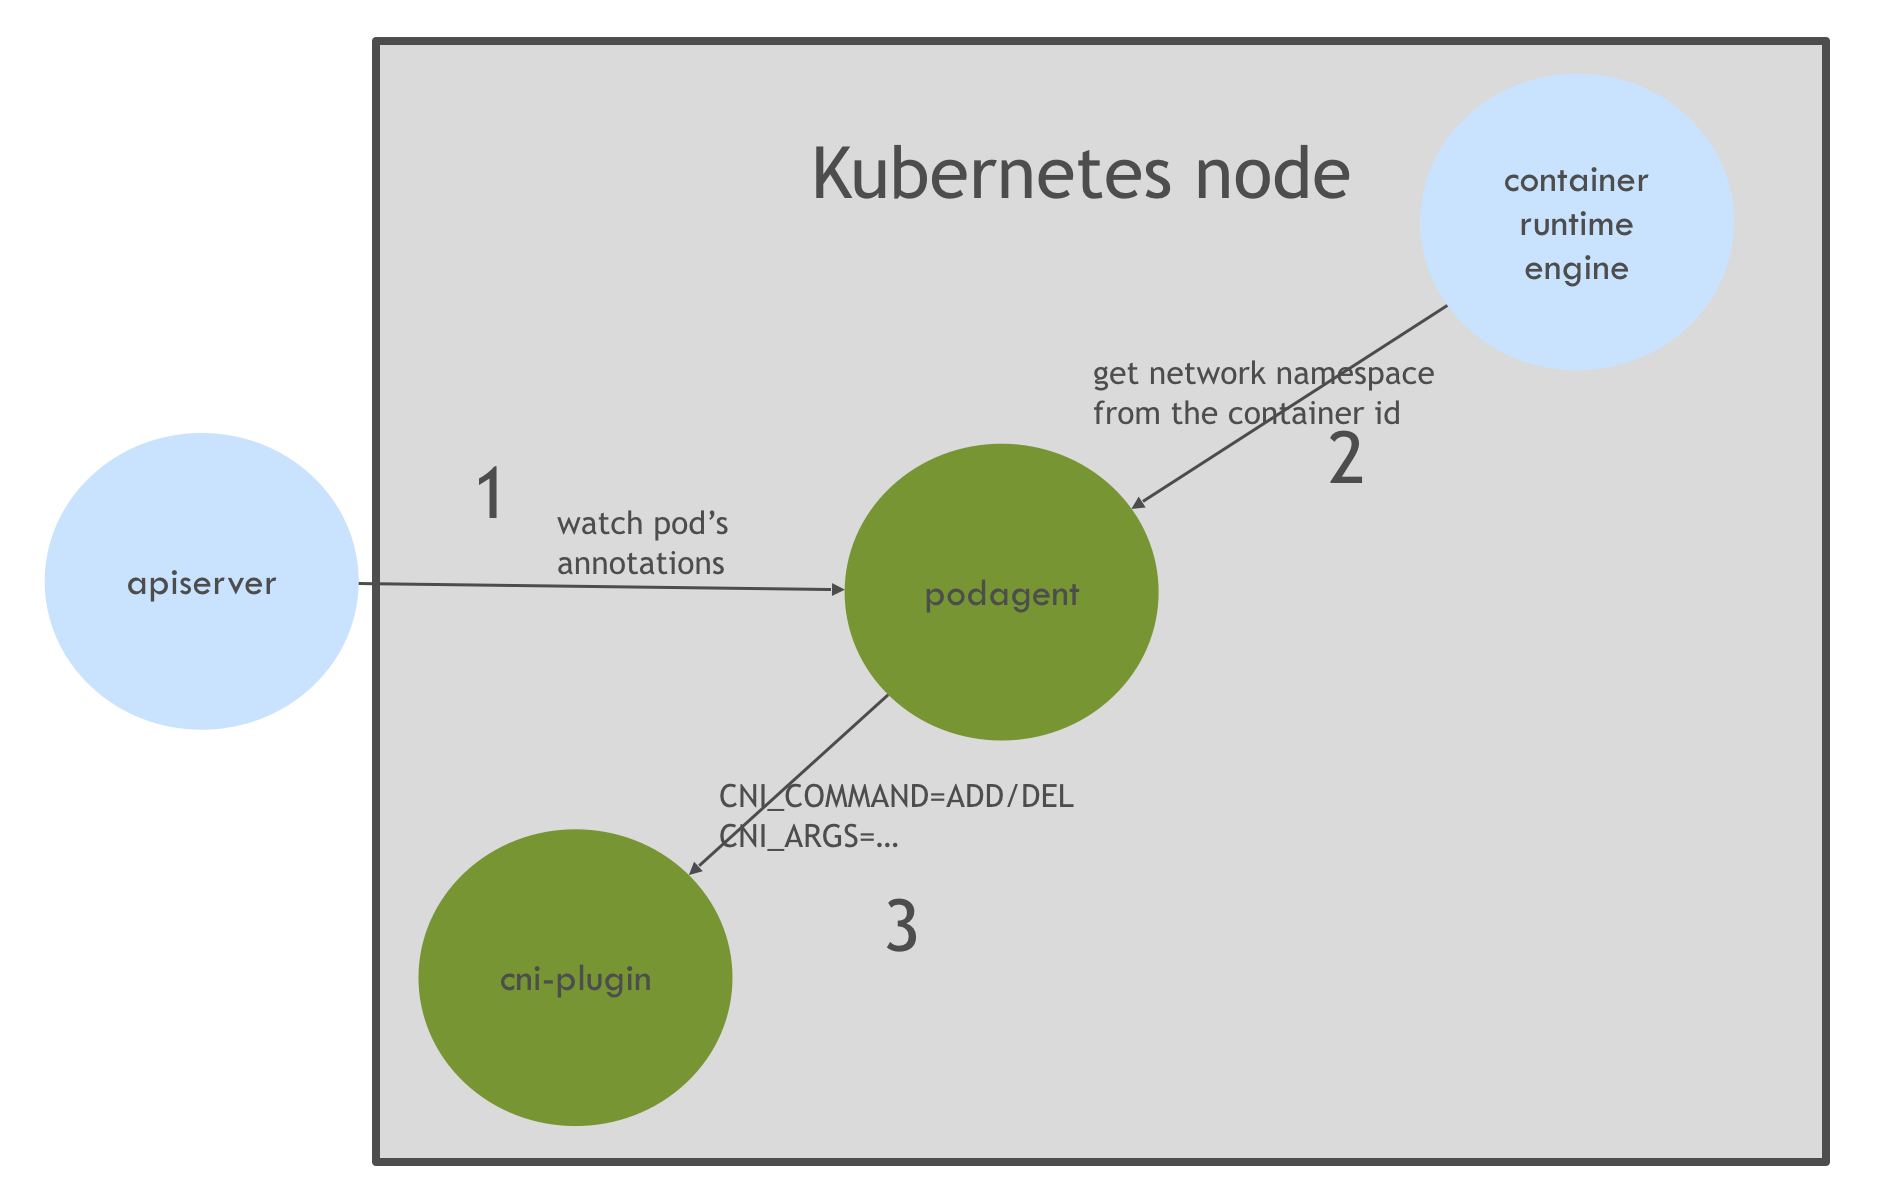 Kubernetes node
container
runtime
engine
get network namespace
from the container id
2
1
watch pod’s
annotations
apiserver
podagent
CNI_COMMAND=ADD/DEL
CNI_ARGS=...
3
cni-plugin